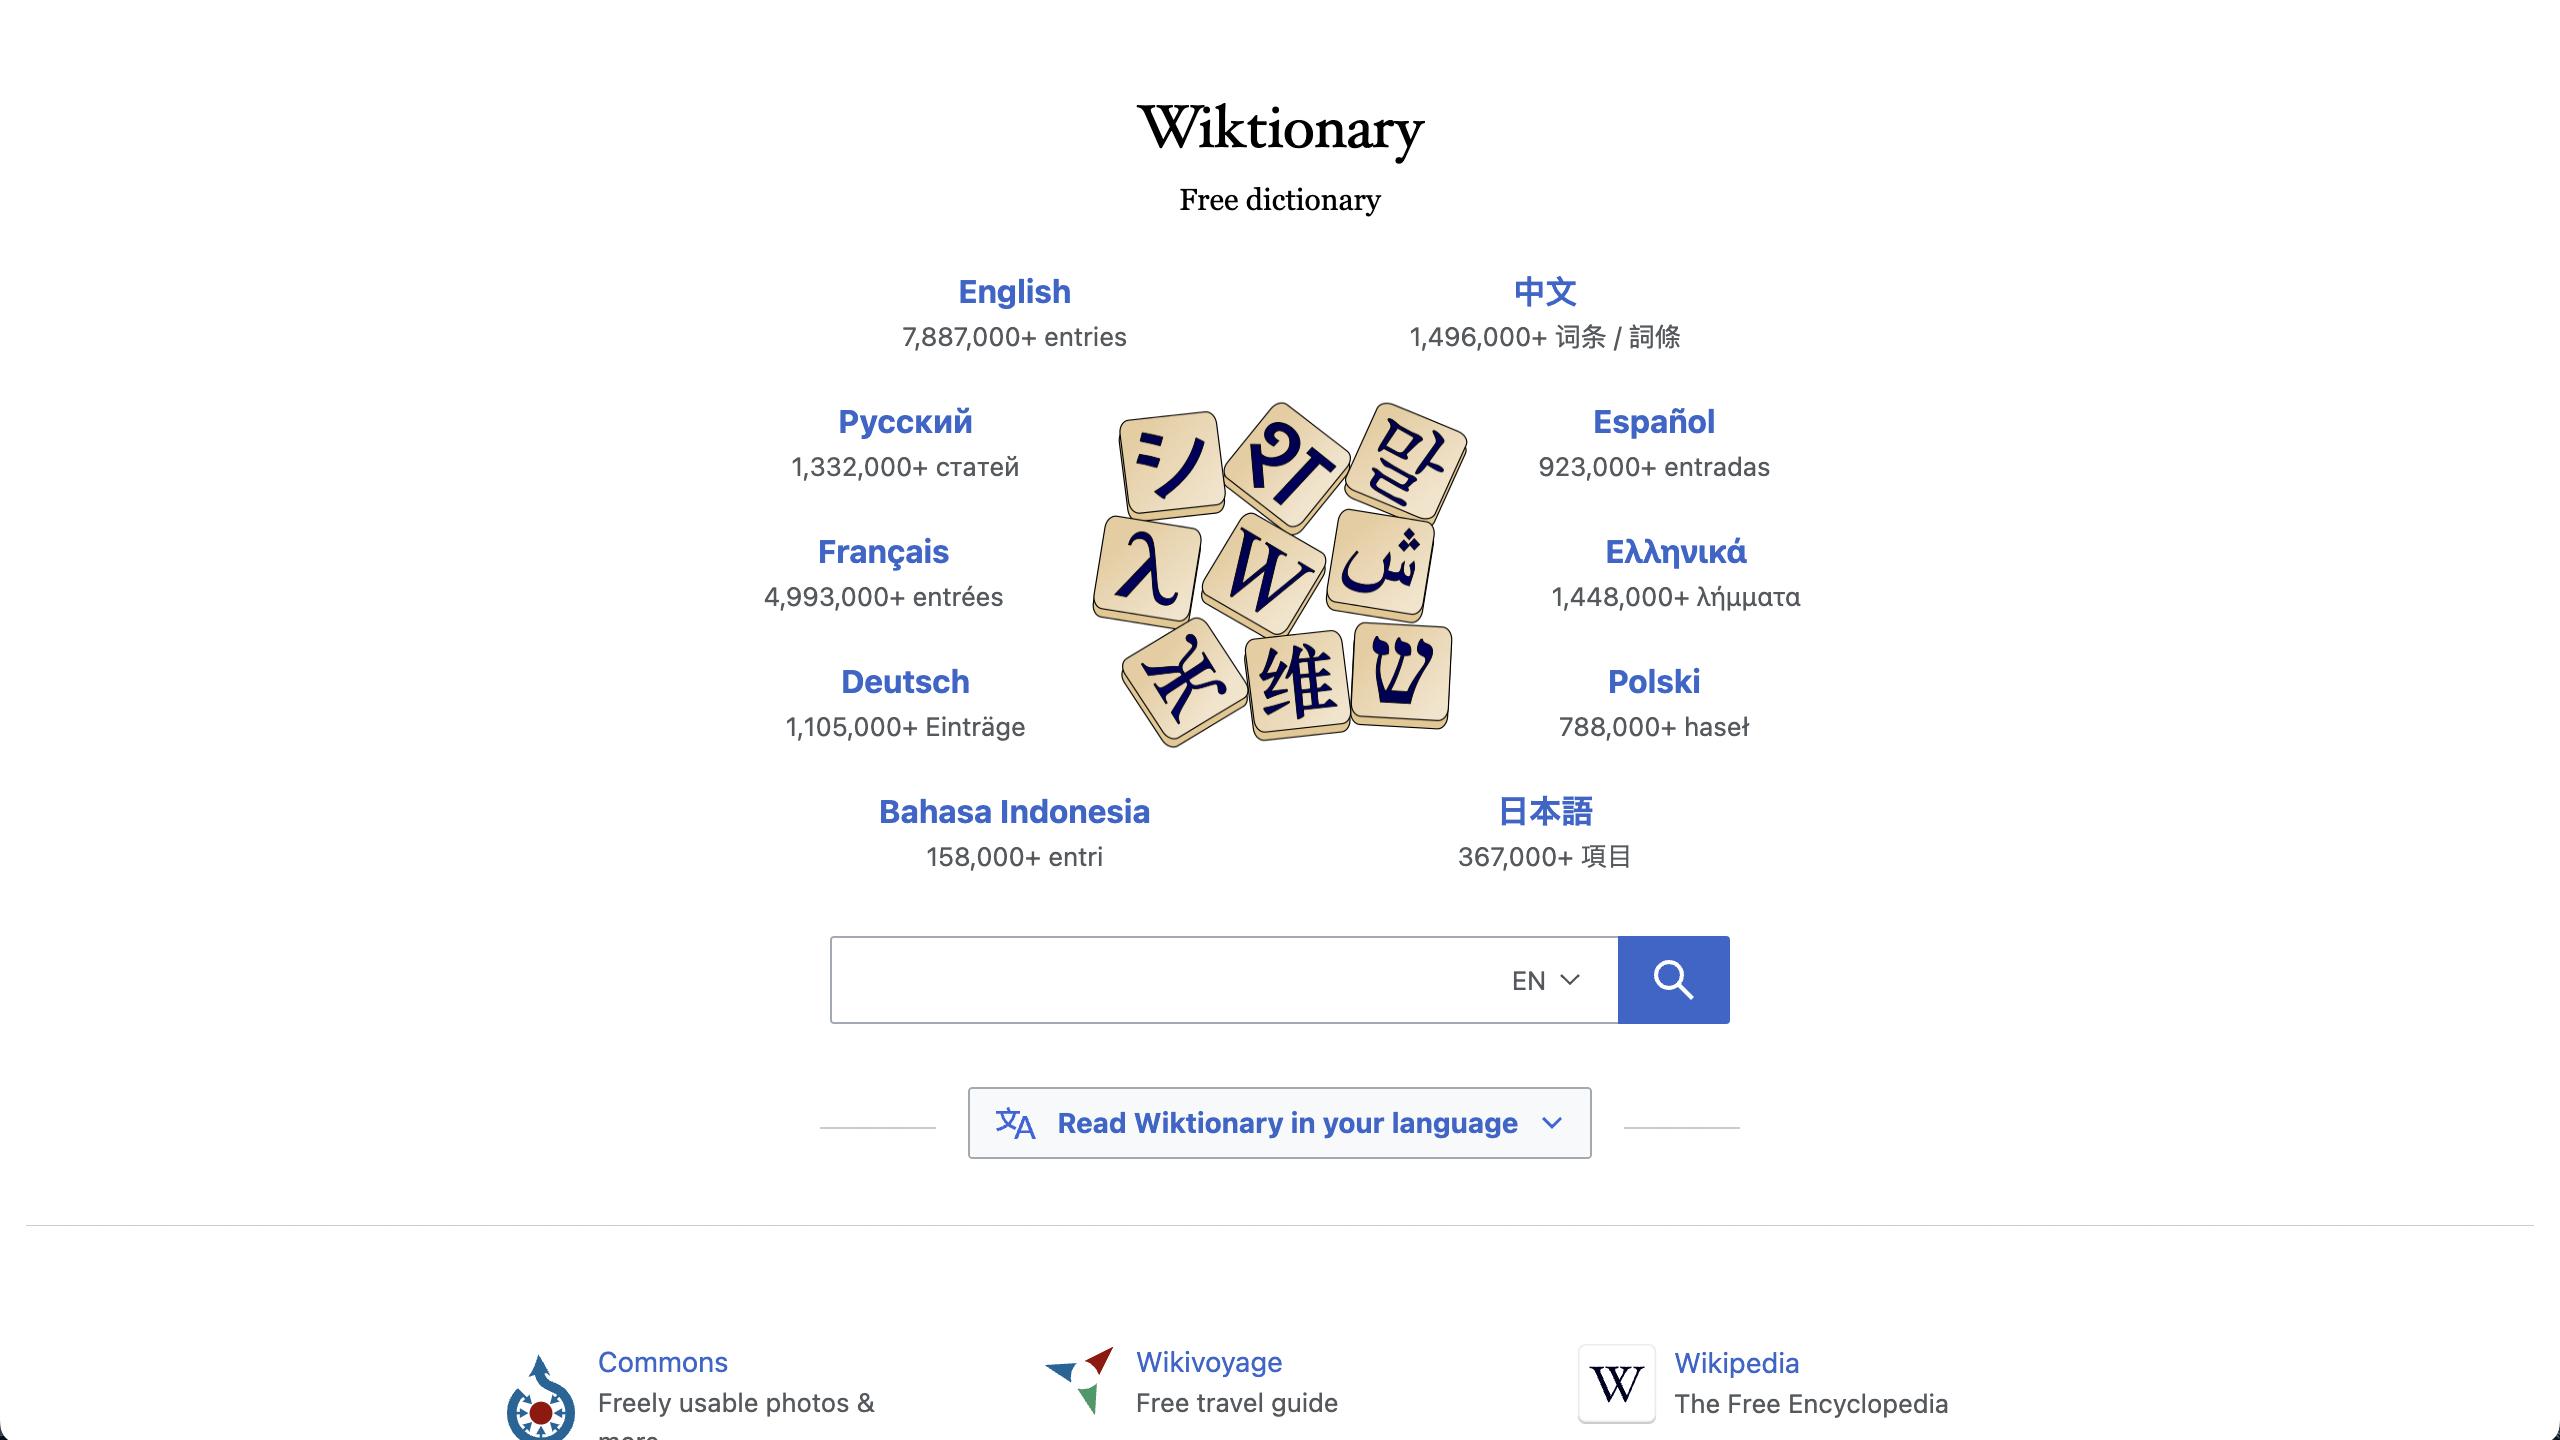 Wiktionary
Free dictionary
English
7,887,000+ entries
中文
1,496,000+ 词条 / 詞條
Русский
1,332,000+ статей
Español
923,000+ entradas
Français
4,993,000+ entrées
Ελληνικά
1,448,000+ λήμματα
Deutsch
1,105,000+ Einträge
Polski
788,000+ haseł
シ श 말
λ W ش
Ж 维 ש
Bahasa Indonesia
158,000+ entri
日本語
367,000+ 項目
EN
Read Wiktionary in your language
Commons
Freely usable photos &
Wikivoyage
Free travel guide
W
Wikipedia
The Free Encyclopedia